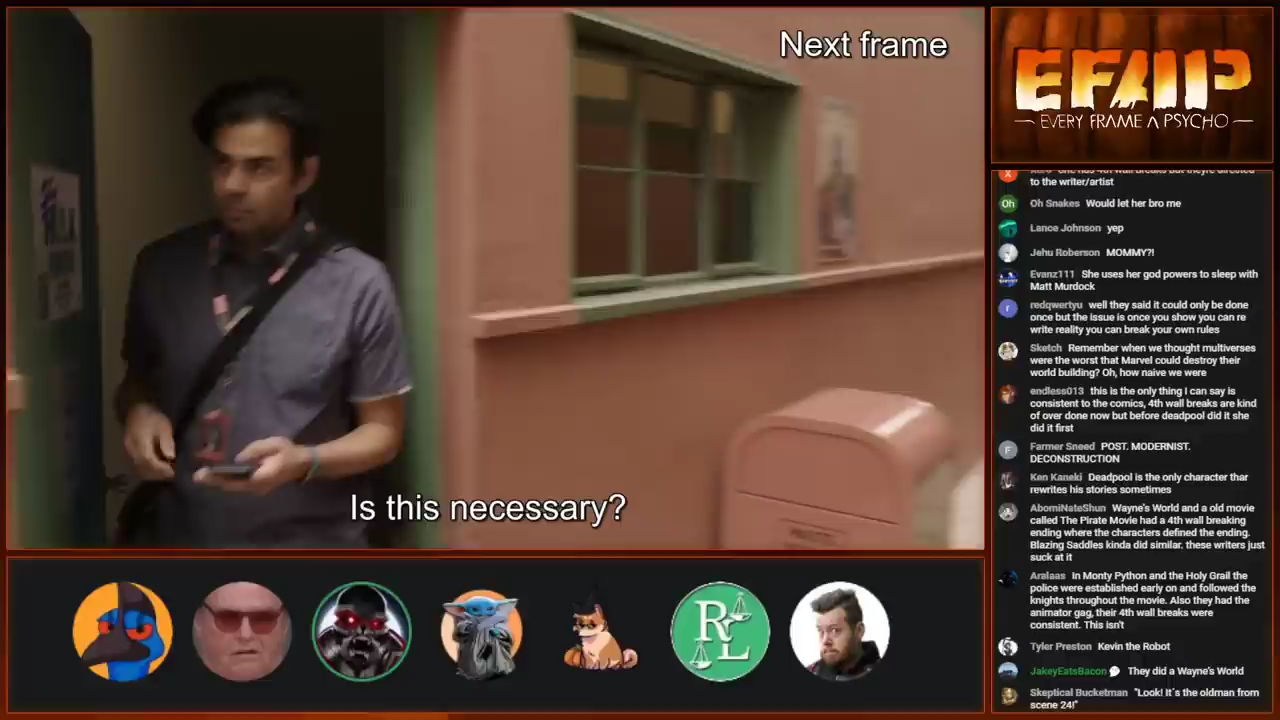 Next frame
HULK
Is this necessary?
EFAP
EVERY FRAME A PSYCHO
to the writer/artist
Oh
Oh Snakes Would let her bro me
Lance Johnson yep
Jehu Roberson MOMMY?!
Evanz111 She uses her god powers to sleep with
Matt Murdock
r
redqwertyu well they said it could only be done
once but the issue is once you show you can re
write reality you can break your own rules
Sketch Remember when we thought multiverses
were the worst that Marvel could destroy their
world building? Oh, how naive we were
endless013 this is the only thing I can say is
consistent to the comics, 4th wall breaks are kind
of over done now but before deadpool did it she
did it first
F
Farmer Sneed POST. MODERNIST.
DECONSTRUCTION
Ken Kaneki Deadpool is the only character thar
rewrites his stories sometimes
AbomiNateShun Wayne's World and a old movie
called The Pirate Movie had a 4th wall breaking
ending where the characters defined the ending.
Blazing Saddles kinda did similar. these writers just
suck at it
Aralaas In Monty Python and the Holy Grail the
police were established early on and followed the
knights throughout the movie. Also they had the
animator gag, their 4th wall breaks were
consistent. This isn't
Tyler Preston Kevin the Robot
JakeyEatsBacon They did a Wayne's World
Skeptical Bucketman "Look! It's the oldman from
scene 24!"
R
L